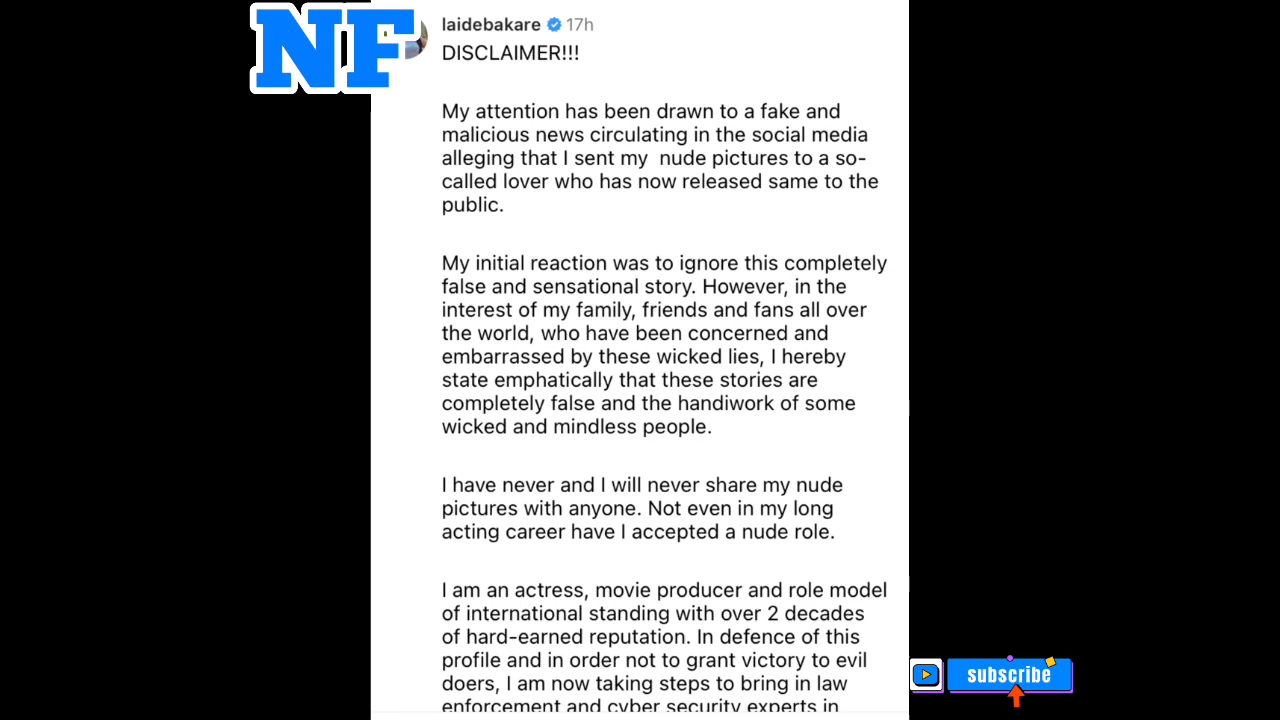 NF
laidebakare 17h
DISCLAIMER!!!
My attention has been drawn to a fake and
malicious news circulating in the social media
alleging that I sent my  nude pictures to a so-
called lover who has now released same to the
public.
My initial reaction was to ignore this completely
false and sensational story. However, in the
interest of my family, friends and fans all over
the world, who have been concerned and
embarrassed by these wicked lies, I hereby
state emphatically that these stories are
completely false and the handiwork of some
wicked and mindless people.
I have never and I will never share my nude
pictures with anyone. Not even in my long
acting career have I accepted a nude role.
I am an actress, movie producer and role model
of international standing with over 2 decades
of hard-earned reputation. In defence of this
profile and in order not to grant victory to evil
doers, I am now taking steps to bring in law
enforcement and cyber security experts in
subscribe